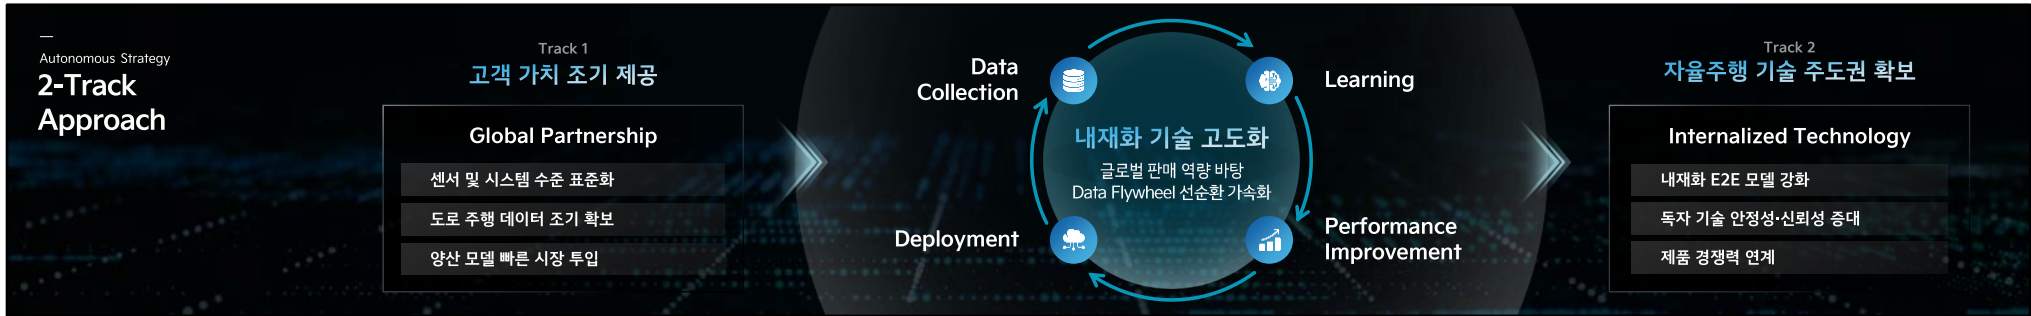 Autonomous Strategy
2-Track
Approach
Track 1
고객 가치 조기 제공
Global Partnership
센서 및 시스템 수준 표준화
도로 주행 데이터 조기 확보
양산 모델 빠른 시장 투입
Data
Collection
Learning
내재화 기술 고도화
글로벌 판매 역량 바탕
Data Flywheel 선순환 가속화
Deployment
Performance
Improvement
Track 2
자율주행 기술 주도권 확보
Internalized Technology
내재화 E2E 모델 강화
독자 기술 안정성·신뢰성 증대
제품 경쟁력 연계